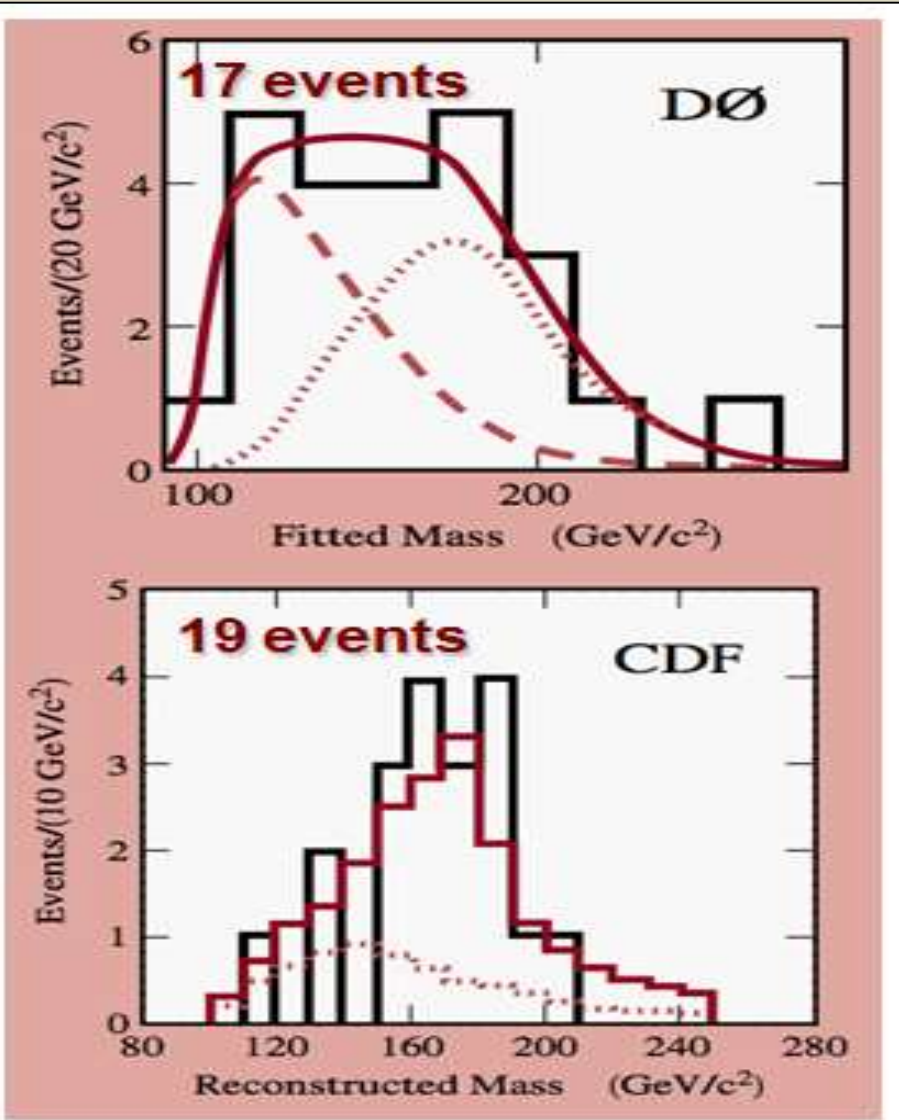 6
17 events
DØ
4
2
0
Events/(20 GeV/c²)
100 200
Fitted Mass (GeV/c²)
5
19 events
CDF
4
3
2
1
0
Events/(10 GeV/c²)
80 120 160 200 240 280
Reconstructed Mass (GeV/c²)